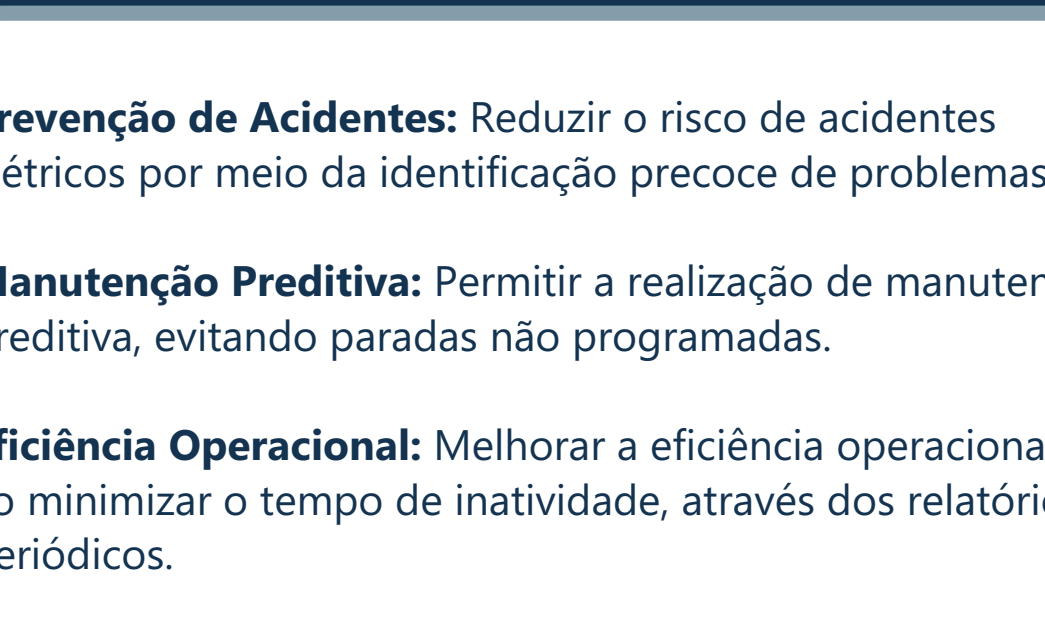 revenção de Acidentes: Reduzir o risco de acidentes
étricos por meio da identificação precoce de problemas
anutenção Preditiva: Permitir a realização de manuten
reditiva, evitando paradas não programadas.
ficiência Operacional: Melhorar a eficiência operaciona
o minimizar o tempo de inatividade, através dos relatóri
eriódicos.